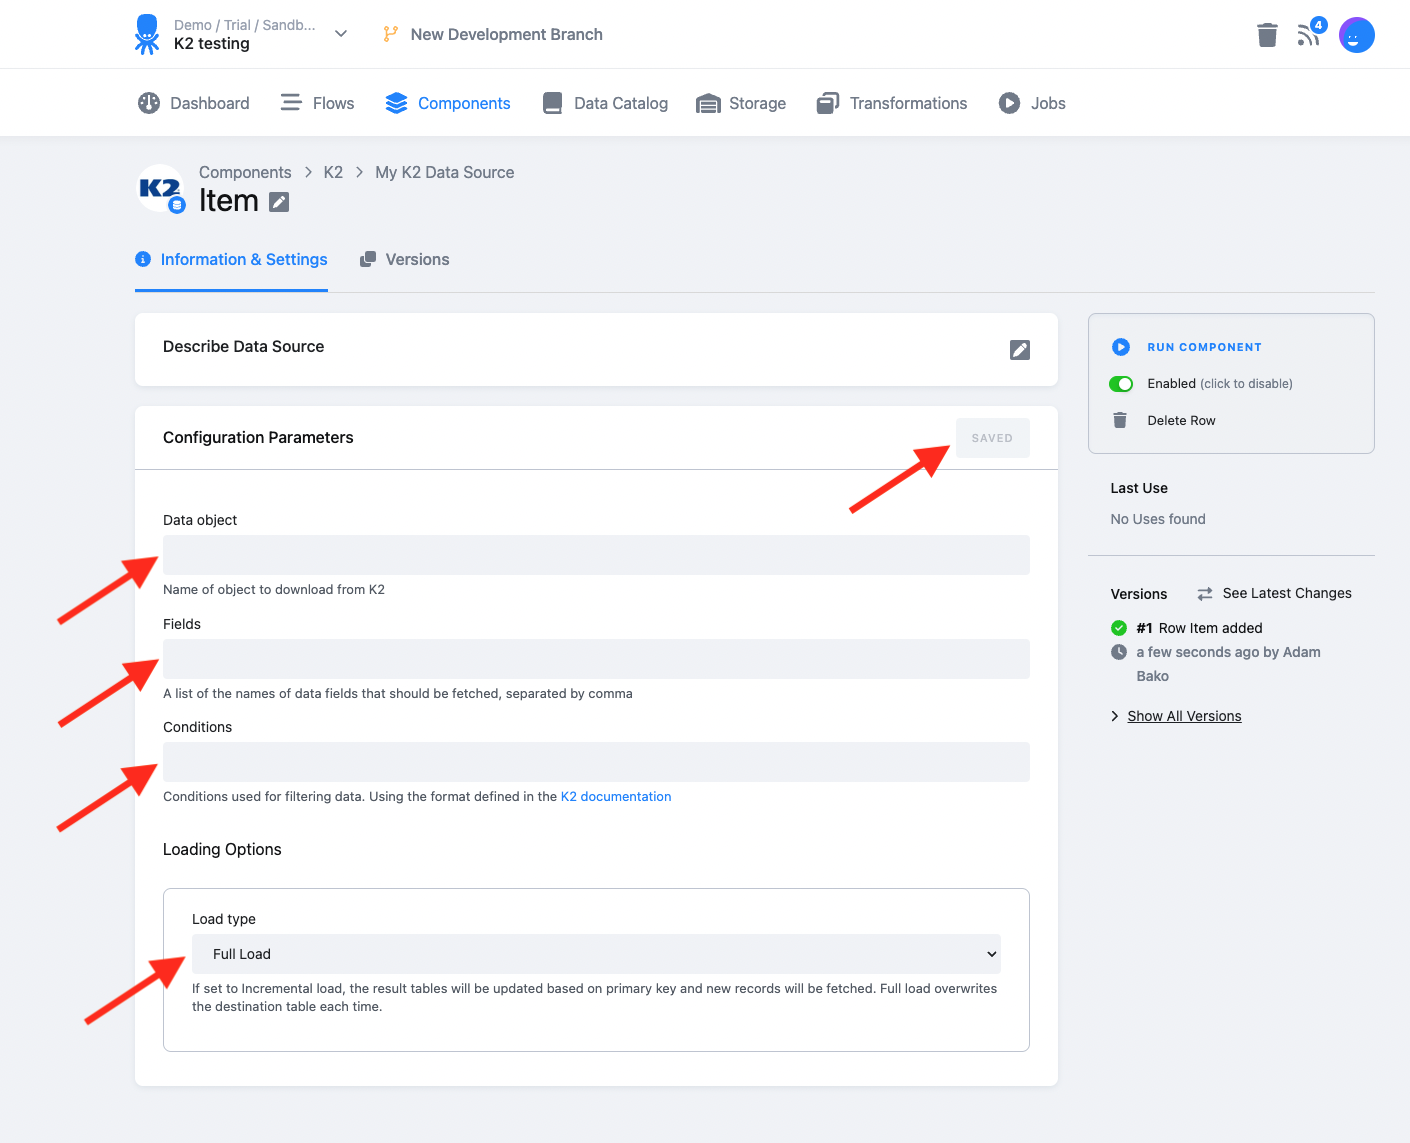 Demo / Trial / Sandb...
K2 testing
New Development Branch
4
Dashboard
Flows
Components
Data Catalog
Storage
Transformations
Jobs
K2
Components > K2 > My K2 Data Source
Item
Information & Settings
Versions
Describe Data Source
Configuration Parameters
SAVED
Data object
Name of object to download from K2
Fields
A list of the names of data fields that should be fetched, separated by comma
Conditions
Conditions used for filtering data. Using the format defined in the K2 documentation
Loading Options
Load type
Full Load
If set to Incremental load, the result tables will be updated based on primary key and new records will be fetched. Full load overwrites
the destination table each time.
RUN COMPONENT
Enabled (click to disable)
Delete Row
Last Use
No Uses found
Versions
See Latest Changes
#1 Row Item added
a few seconds ago by Adam
Bako
Show All Versions